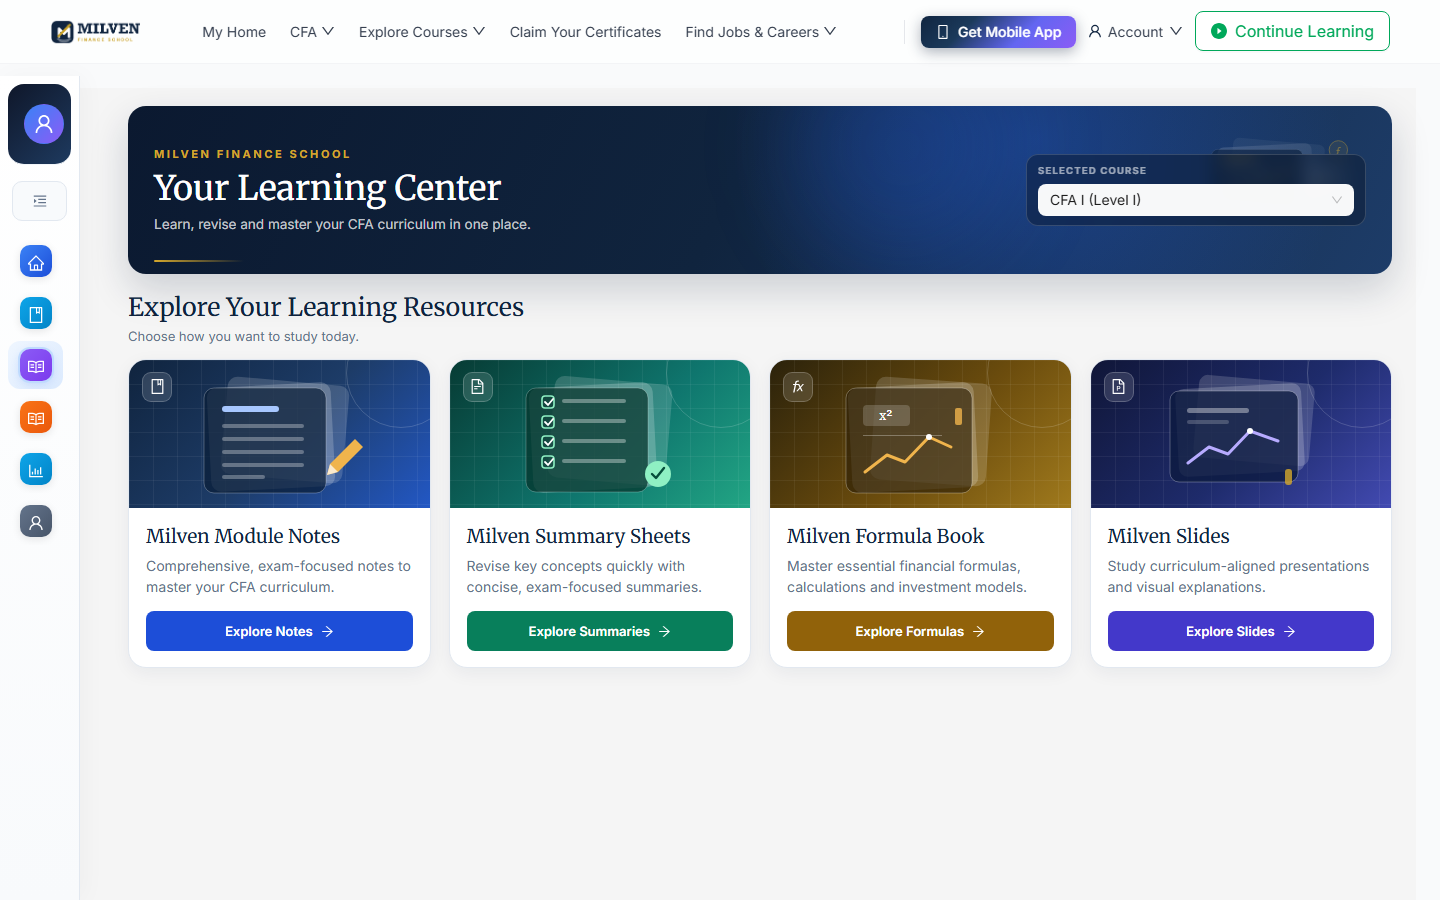 MILVEN
FINANCE SCHOOL
My Home
CFA
Explore Courses
Claim Your Certificates
Find Jobs & Careers
Get Mobile App
Account
Continue Learning
MILVEN FINANCE SCHOOL
Your Learning Center
Learn, revise and master your CFA curriculum in one place.
SELECTED COURSE
CFA I (Level I)
Explore Your Learning Resources
Choose how you want to study today.
Milven Module Notes
Comprehensive, exam-focused notes to
master your CFA curriculum.
Explore Notes
Milven Summary Sheets
Revise key concepts quickly with
concise, exam-focused summaries.
Explore Summaries
fx
x²
Milven Formula Book
Master essential financial formulas,
calculations and investment models.
Explore Formulas
Milven Slides
Study curriculum-aligned presentations
and visual explanations.
Explore Slides